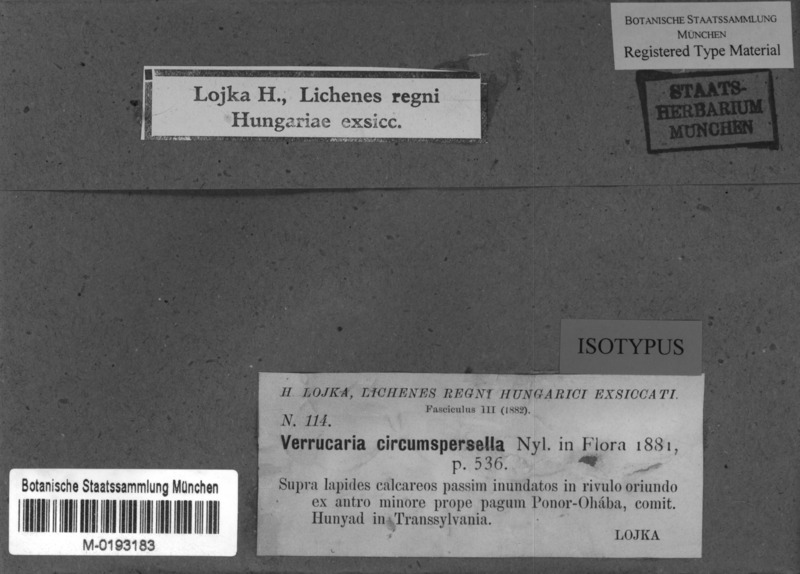 BOTANISCHE STAATSSAMMLUNG
MÜNCHEN
Registered Type Material
STAATS-
HERBARIUM
MÜNCHEN
Lojka H., Lichenes regni
Hungariae exsicc.
ISOTYPUS
H LOJKA, LICHENES REGNI HUNGARICI EXSICCATI.
Fasciculus III (1882).
N. 114.
Verrucaria circumspersella Nyl. in Flora 1881,
p. 536.
Supra lapides calcareos passim inundatos in rivulo oriundo
ex antro minore prope pagum Ponor-Ohába, comit.
Hunyad in Transsylvania.
LOJKA
Botanische Staatssammlung München
M-0193183